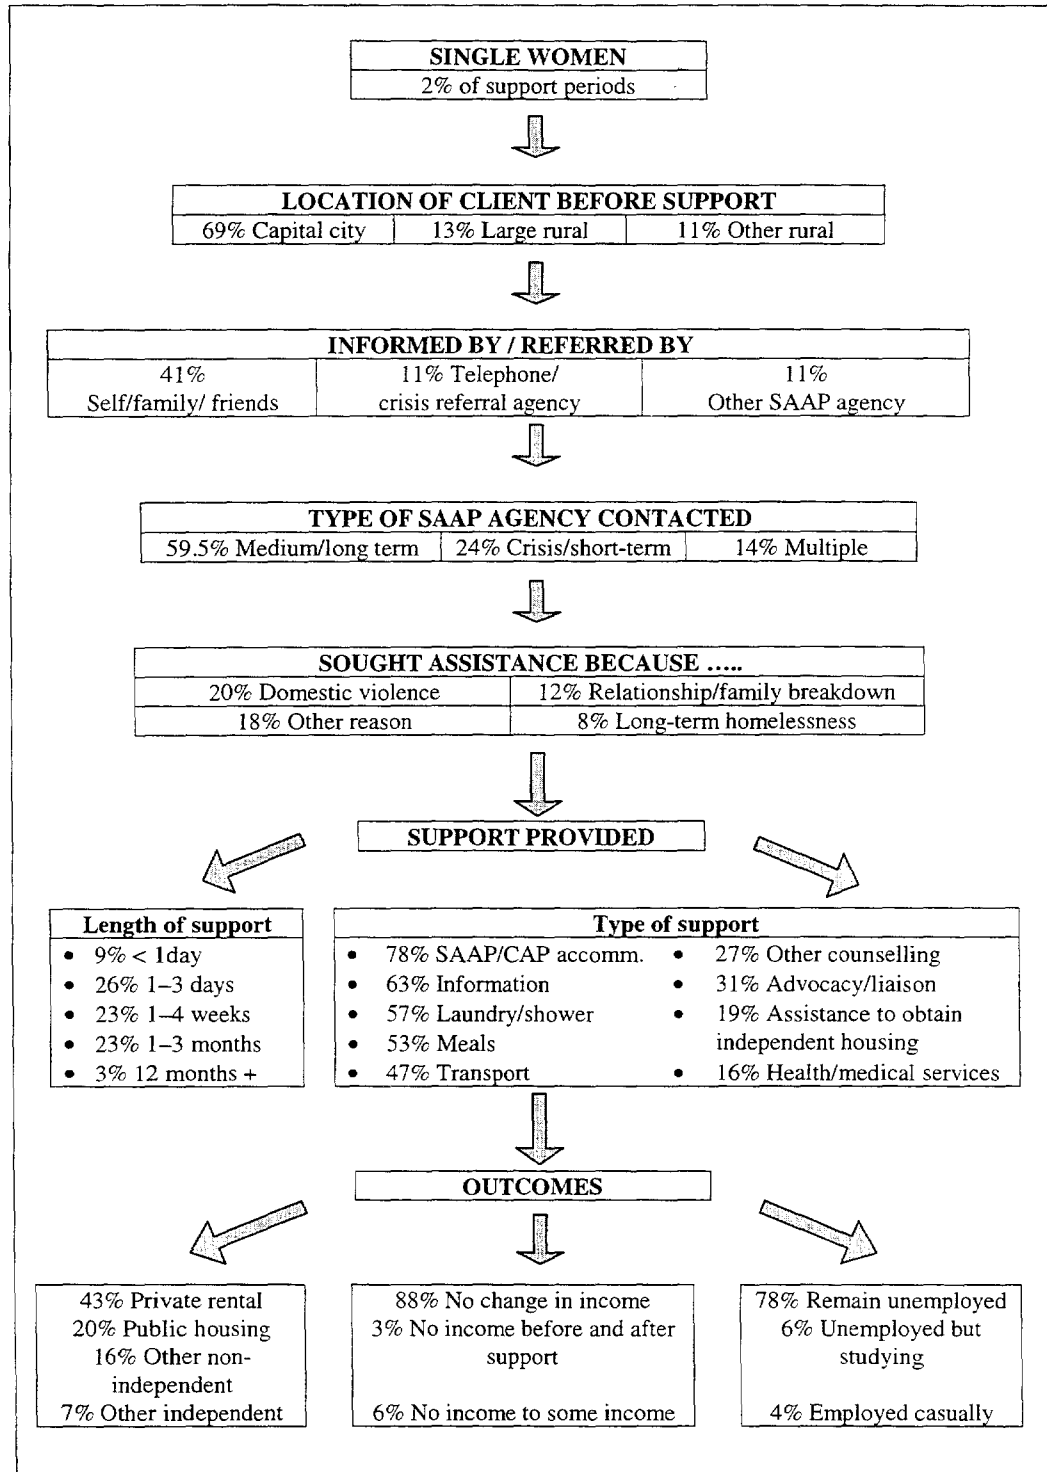 SINGLE WOMEN
2% of support periods
LOCATION OF CLIENT BEFORE SUPPORT
69% Capital city 13% Large rural 11% Other rural
INFORMED BY / REFERRED BY
41% 11% Telephone/ 11%
Self/family/ friends crisis referral agency Other SAAP agency
TYPE OF SAAP AGENCY CONTACTED
59.5% Medium/long term 24% Crisis/short-term 14% Multiple
SOUGHT ASSISTANCE BECAUSE …..
20% Domestic violence 12% Relationship/family breakdown
18% Other reason 8% Long-term homelessness
SUPPORT PROVIDED
Length of support
• 9% < 1day
• 26% 1–3 days
• 23% 1–4 weeks
• 23% 1–3 months
• 3% 12 months +
Type of support
• 78% SAAP/CAP accomm.
• 63% Information
• 57% Laundry/shower
• 53% Meals
• 47% Transport
• 27% Other counselling
• 31% Advocacy/liaison
• 19% Assistance to obtain
independent housing
• 16% Health/medical services
OUTCOMES
43% Private rental
20% Public housing
16% Other non-
independent
7% Other independent
88% No change in income
3% No income before and after
support
6% No income to some income
78% Remain unemployed
6% Unemployed but
studying
4% Employed casually